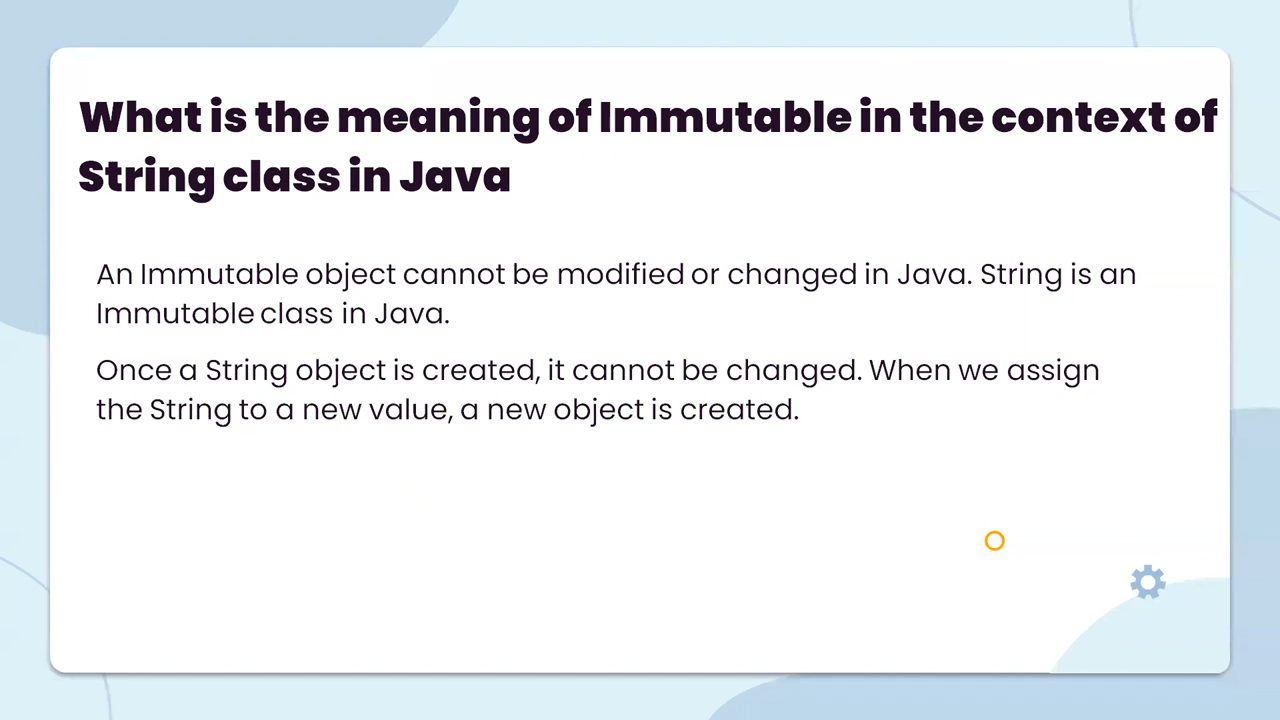 What is the meaning of Immutable in the context of
String class in Java
An Immutable object cannot be modified or changed in Java. String is an
Immutable class in Java.
Once a String object is created, it cannot be changed. When we assign
the String to a new value, a new object is created.